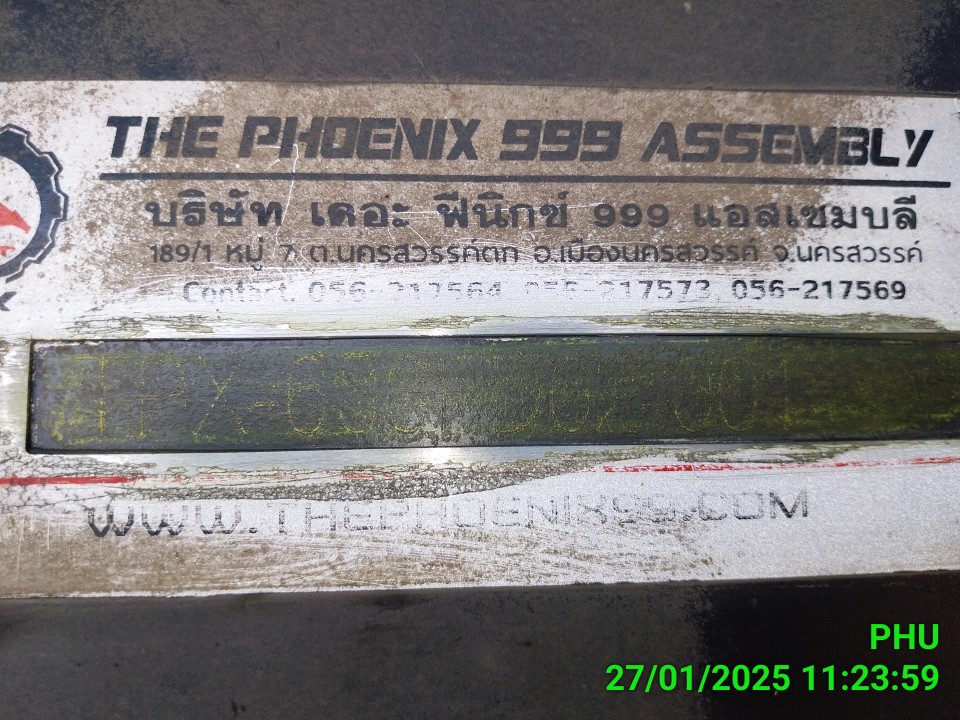 THE PHOENIX 999 ASSEMBLY
บริษัท เดอะ ฟีนิกซ์ 999 แอสเซมบลี
189/1 หมู่ 7 ต.นครสวรรค์ตก อ.เมืองนครสวรรค์ จ.นครสวรรค์
Contact. 056-217564, 056-217573, 056-217569
WWW.THEPHOENIX99.COM
PHU
27/01/2025 11:23:59